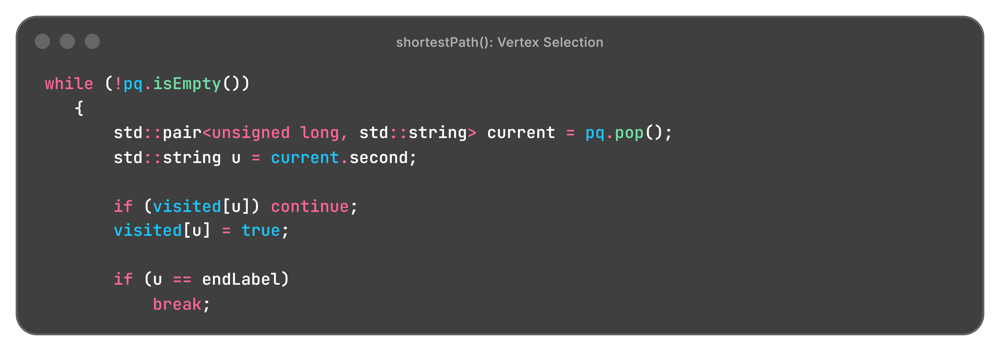 shortestPath(): Vertex Selection
while (!pq.isEmpty())
{
std::pair<unsigned long, std::string> current = pq.pop();
std::string u = current.second;
if (visited[u]) continue;
visited[u] = true;
if (u == endLabel)
break;